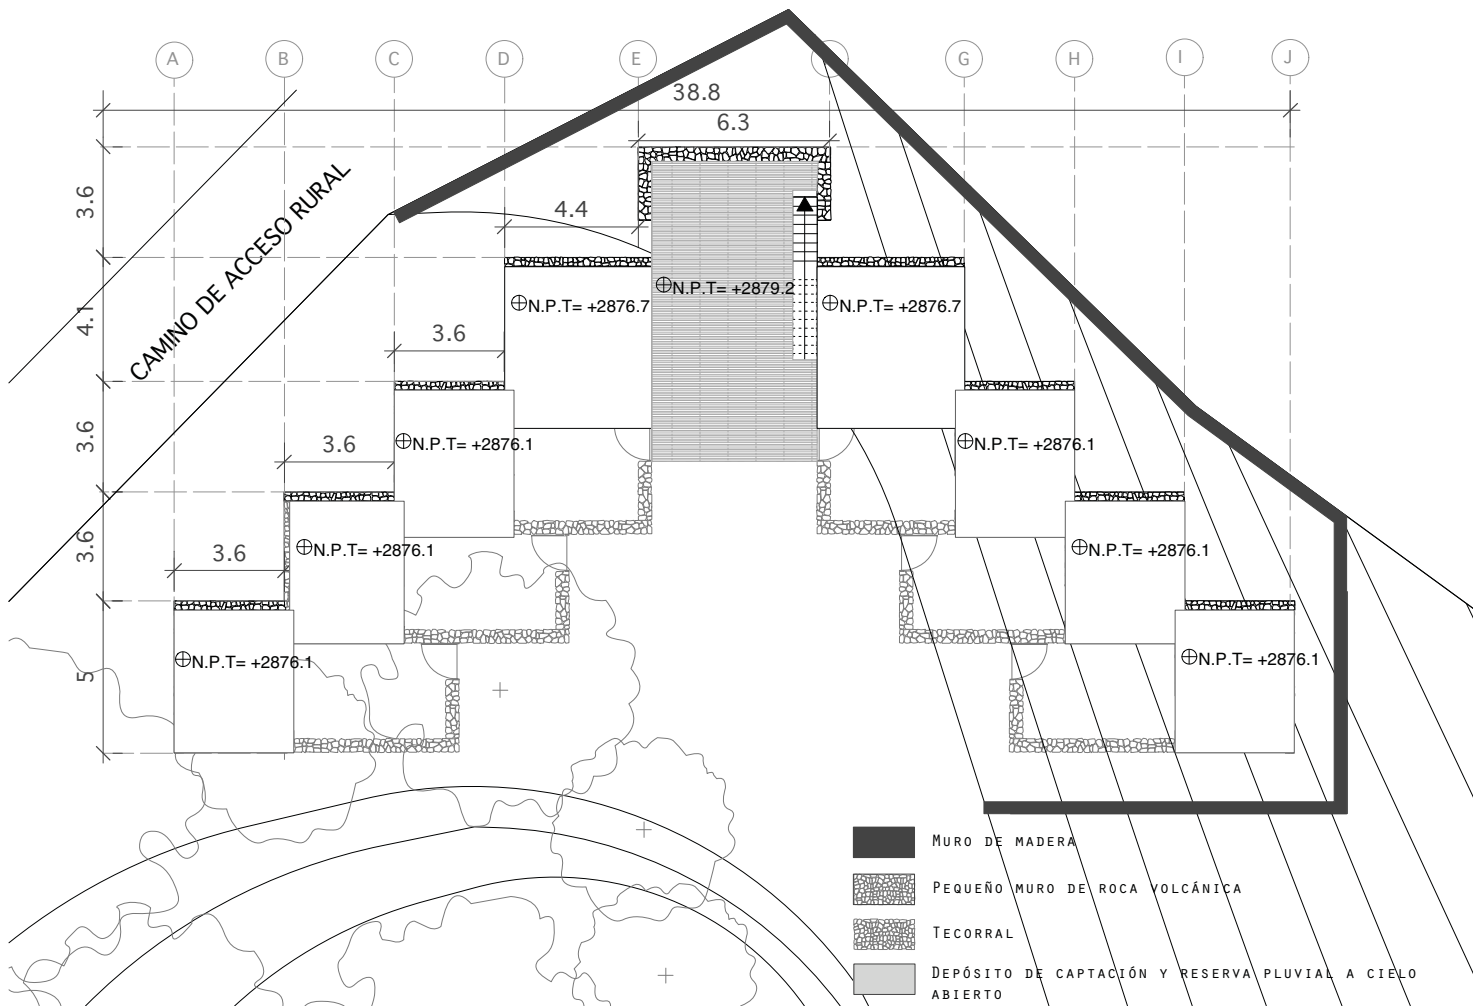 A B C D E G H I J
38.8
6.3
3.6
4.4
4.1
CAMINO DE ACCESO RURAL
N.P.T= +2879.2
N.P.T= +2876.7
N.P.T= +2876.7
3.6
3.6
N.P.T= +2876.1
N.P.T= +2876.1
3.6
3.6
N.P.T= +2876.1
N.P.T= +2876.1
3.6
N.P.T= +2876.1
N.P.T= +2876.1
5
MURO DE MADERA
PEQUEÑO MURO DE ROCA VOLCÁNICA
TECORRAL
DEPÓSITO DE CAPTACIÓN Y RESERVA PLUVIAL A CIELO
ABIERTO